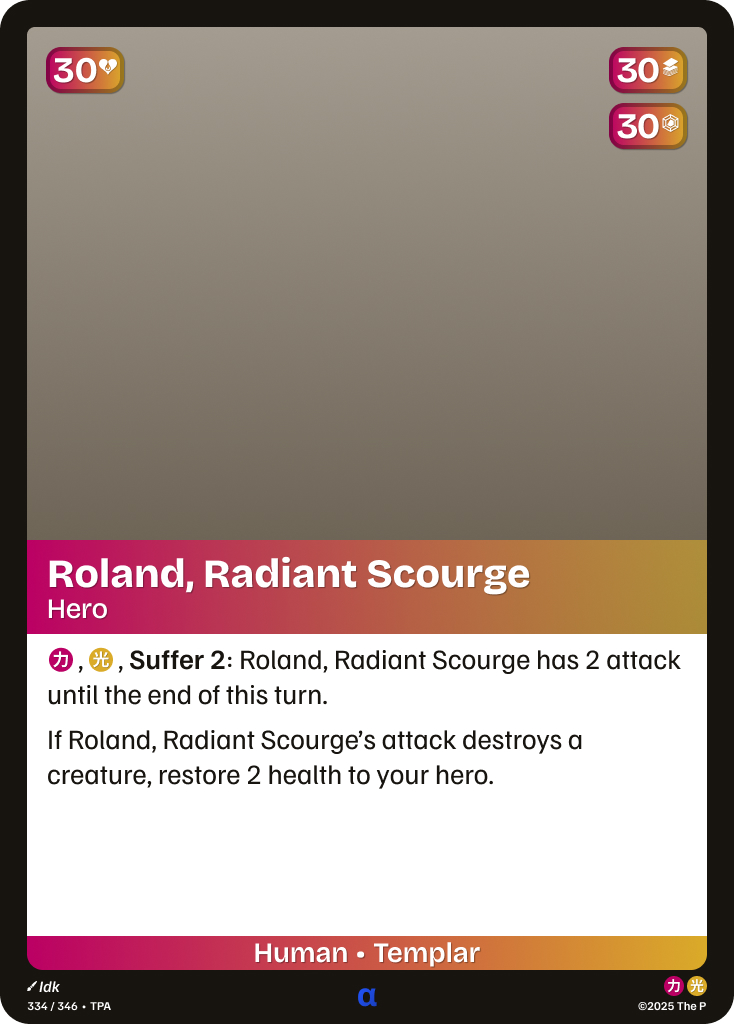 30
30
30
Roland, Radiant Scourge
Hero
力, 光, Suffer 2: Roland, Radiant Scourge has 2 attack
until the end of this turn.
If Roland, Radiant Scourge’s attack destroys a
creature, restore 2 health to your hero.
Human • Templar
Idk
334 / 346 • TPA
α
力 光
©2025 The P